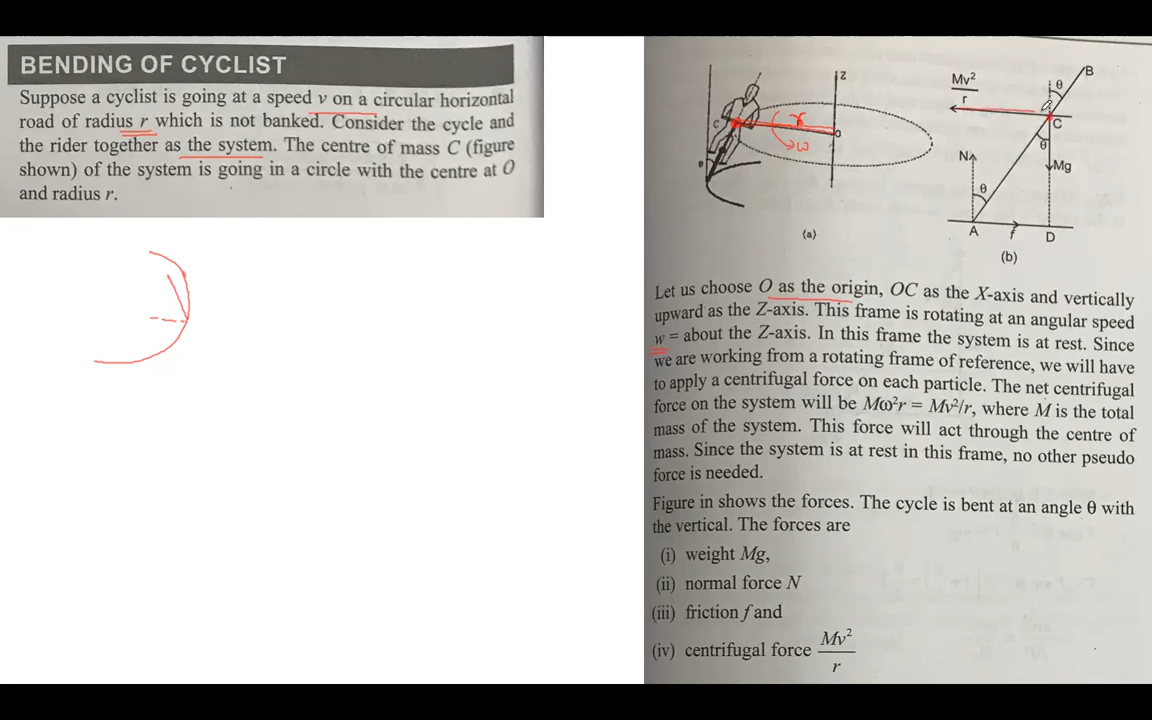 BENDING OF CYCLIST
Suppose a cyclist is going at a speed v on a circular horizontal
road of radius r which is not banked. Consider the cycle and
the rider together as the system. The centre of mass C (figure
shown) of the system is going in a circle with the centre at O
and radius r.
Z
C
r
O
ω
(a)
Mv²
r
θ
B
C
θ
N
Mg
θ
A
f
D
(b)
Let us choose O as the origin, OC as the X-axis and vertically
upward as the Z-axis. This frame is rotating at an angular speed
w = about the Z-axis. In this frame the system is at rest. Since
we are working from a rotating frame of reference, we will have
to apply a centrifugal force on each particle. The net centrifugal
force on the system will be Mω²r = Mv²/r, where M is the total
mass of the system. This force will act through the centre of
mass. Since the system is at rest in this frame, no other pseudo
force is needed.
Figure in shows the forces. The cycle is bent at an angle θ with
the vertical. The forces are
(i) weight Mg,
(ii) normal force N
(iii) friction f and
(iv) centrifugal force Mv²
r